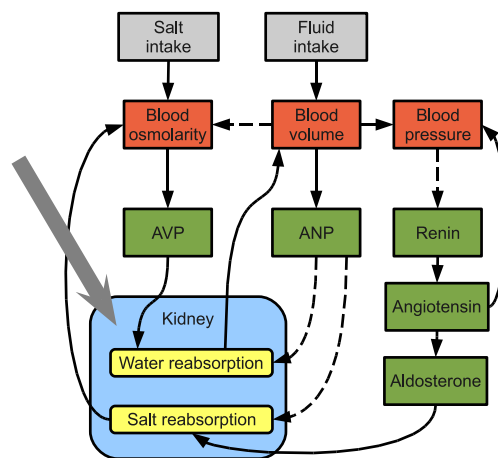 Salt
intake
Fluid
intake
Blood
osmolarity
Blood
volume
Blood
pressure
AVP
ANP
Renin
Kidney
Angiotensin
Water reabsorption
Aldosterone
Salt reabsorption